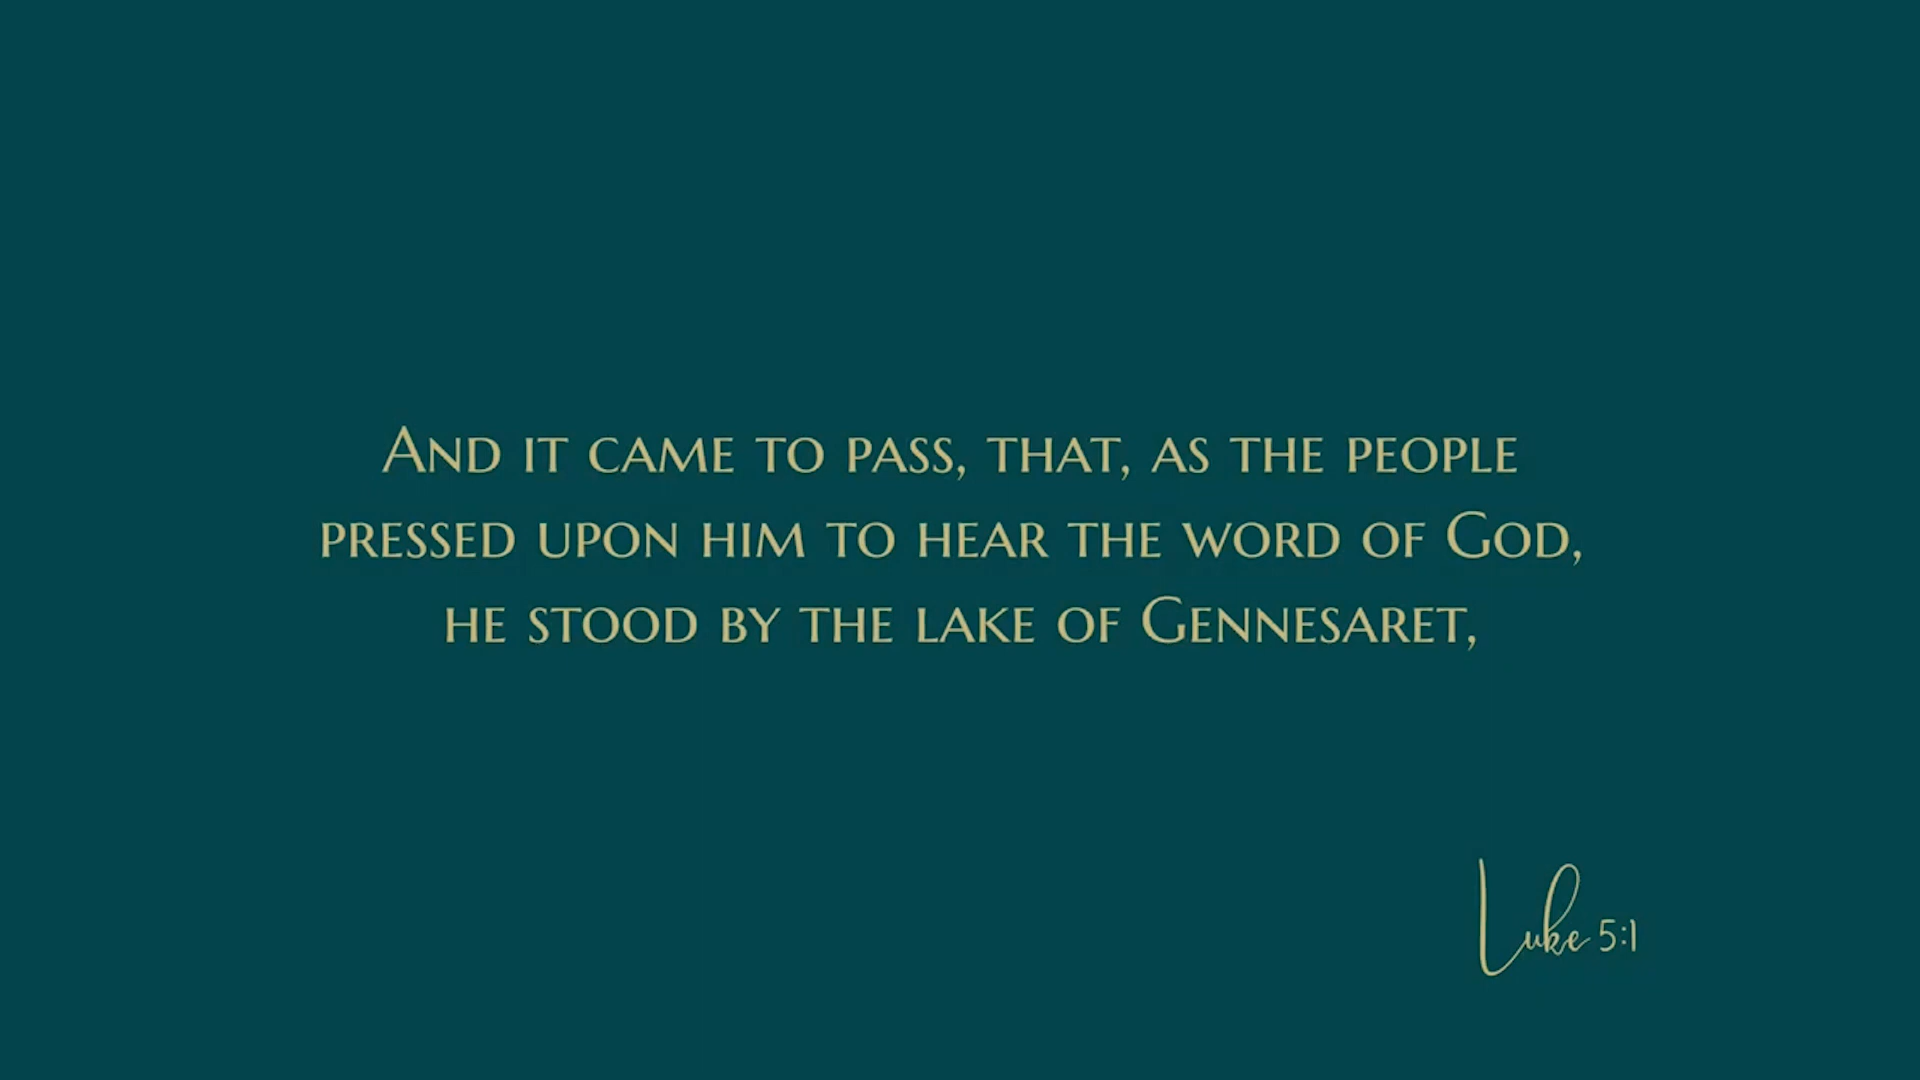 And it came to pass, that, as the people
pressed upon him to hear the word of God,
he stood by the lake of Gennesaret,
Luke 5:1